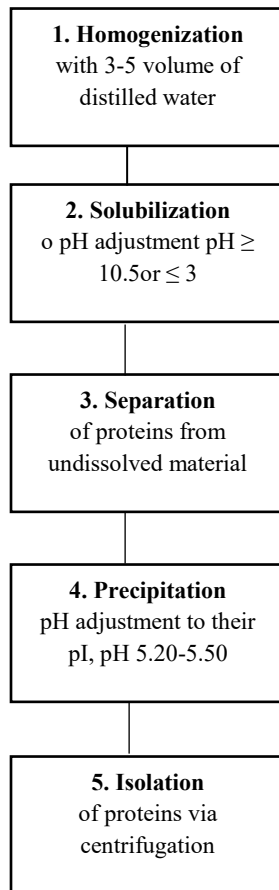 1. Homogenization
with 3-5 volume of
distilled water
2. Solubilization
o pH adjustment pH ≥
10.5or ≤ 3
3. Separation
of proteins from
undissolved material
4. Precipitation
pH adjustment to their
pI, pH 5.20-5.50
5. Isolation
of proteins via
centrifugation